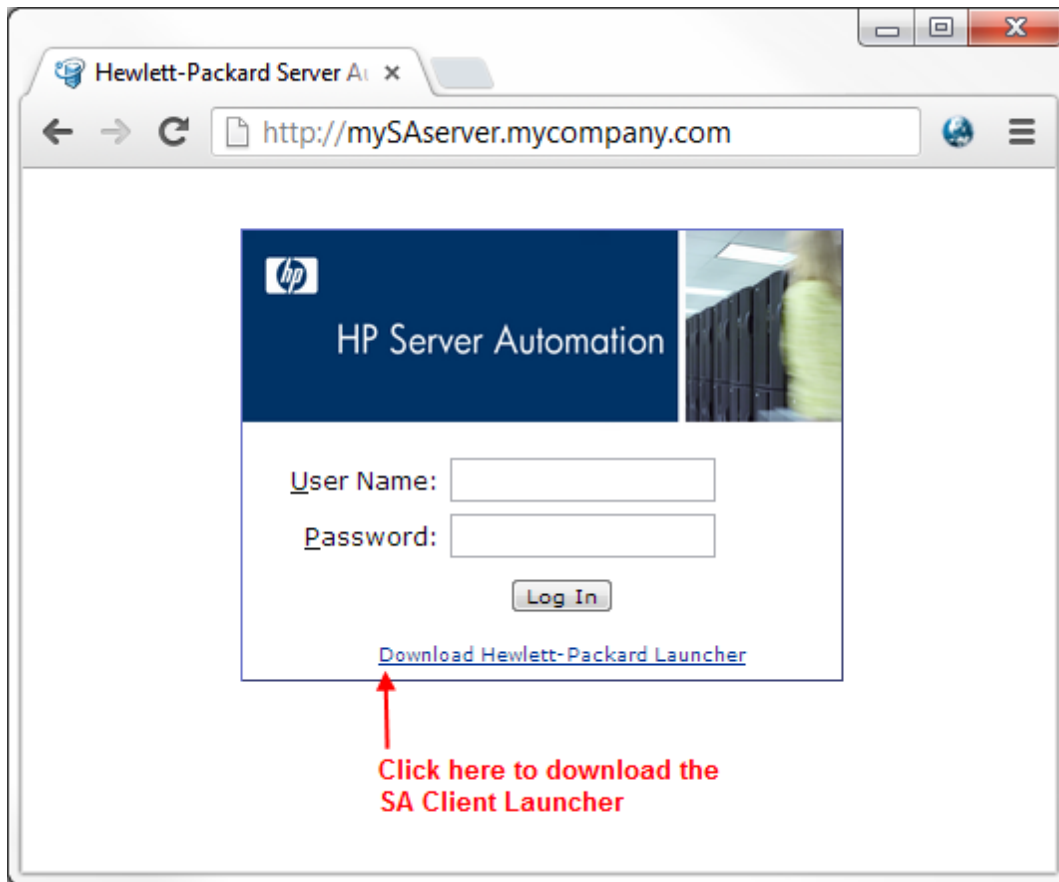 Hewlett-Packard Server Au
http://mySAserver.mycompany.com
hp
HP Server Automation
User Name:
Password:
Log In
Download Hewlett-Packard Launcher
Click here to download the
SA Client Launcher